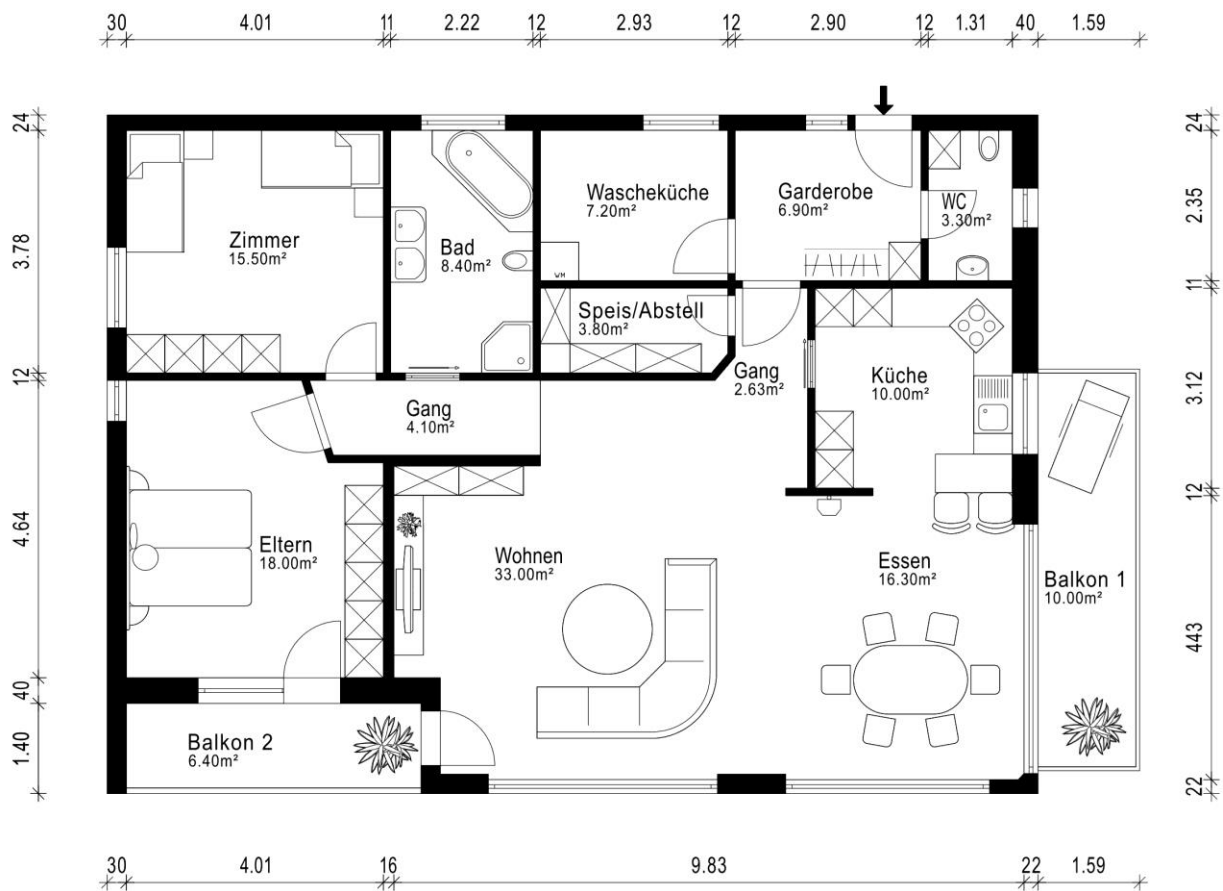 30 4.01 11 2.22 12 2.93 12 2.90 12 1.31 40 1.59
24
3.78
12
4.64
40
1.40
Zimmer
15.50m²
Bad
8.40m²
Wascheküche
7.20m²
WM
Garderobe
6.90m²
WC
3.30m²
Speis/Abstell
3.80m²
Gang
2.63m²
Küche
10.00m²
Gang
4.10m²
Eltern
18.00m²
Wohnen
33.00m²
Essen
16.30m²
Balkon 1
10.00m²
Balkon 2
6.40m²
24
2.35
11
3.12
12
443
22
30 4.01 16 9.83 22 1.59